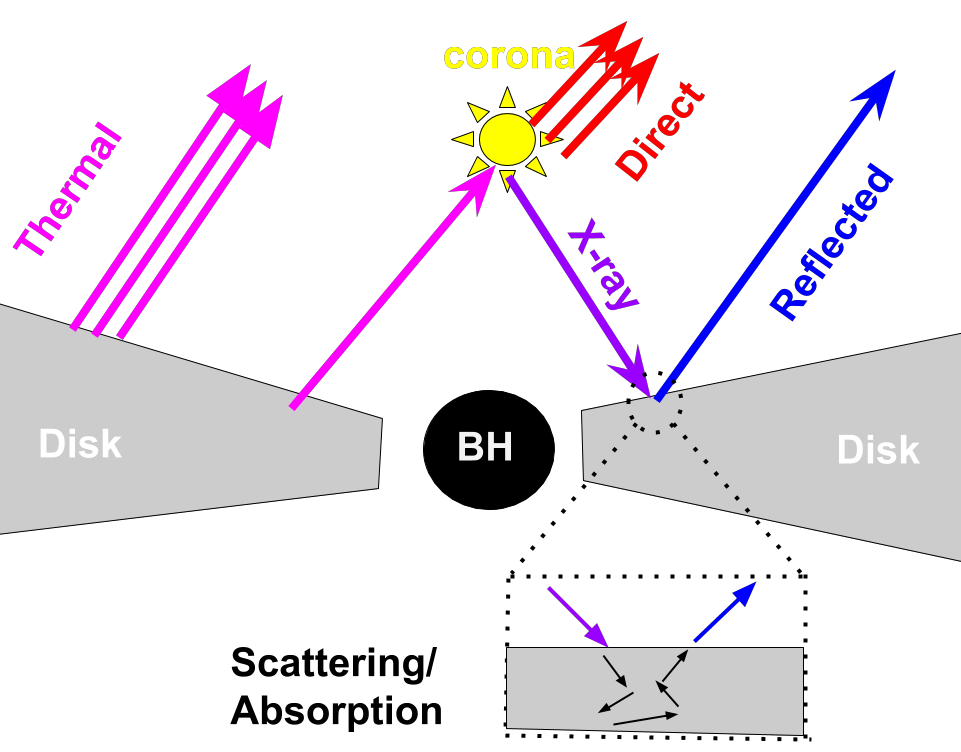 corona
Thermal
Direct
X-ray
Reflected
Disk
BH
Disk
Scattering/
Absorption